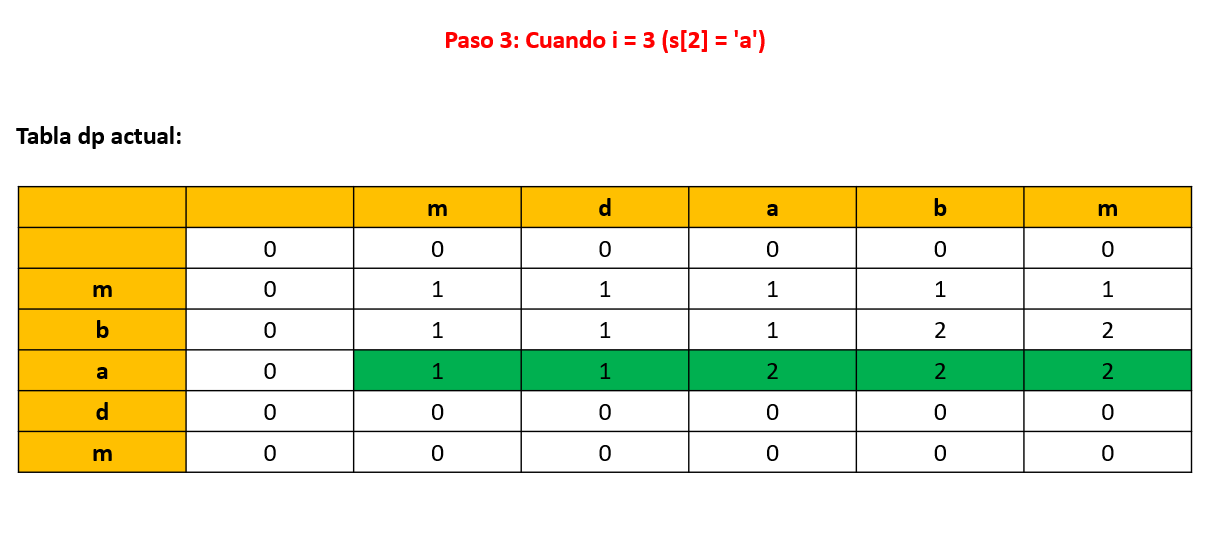 Paso 3: Cuando i = 3 (s[2] = 'a')
Tabla dp actual:
m d a b m
0 0 0 0 0 0
m 0 1 1 1 1 1
b 0 1 1 1 2 2
a 0 1 1 2 2 2
d 0 0 0 0 0 0
m 0 0 0 0 0 0